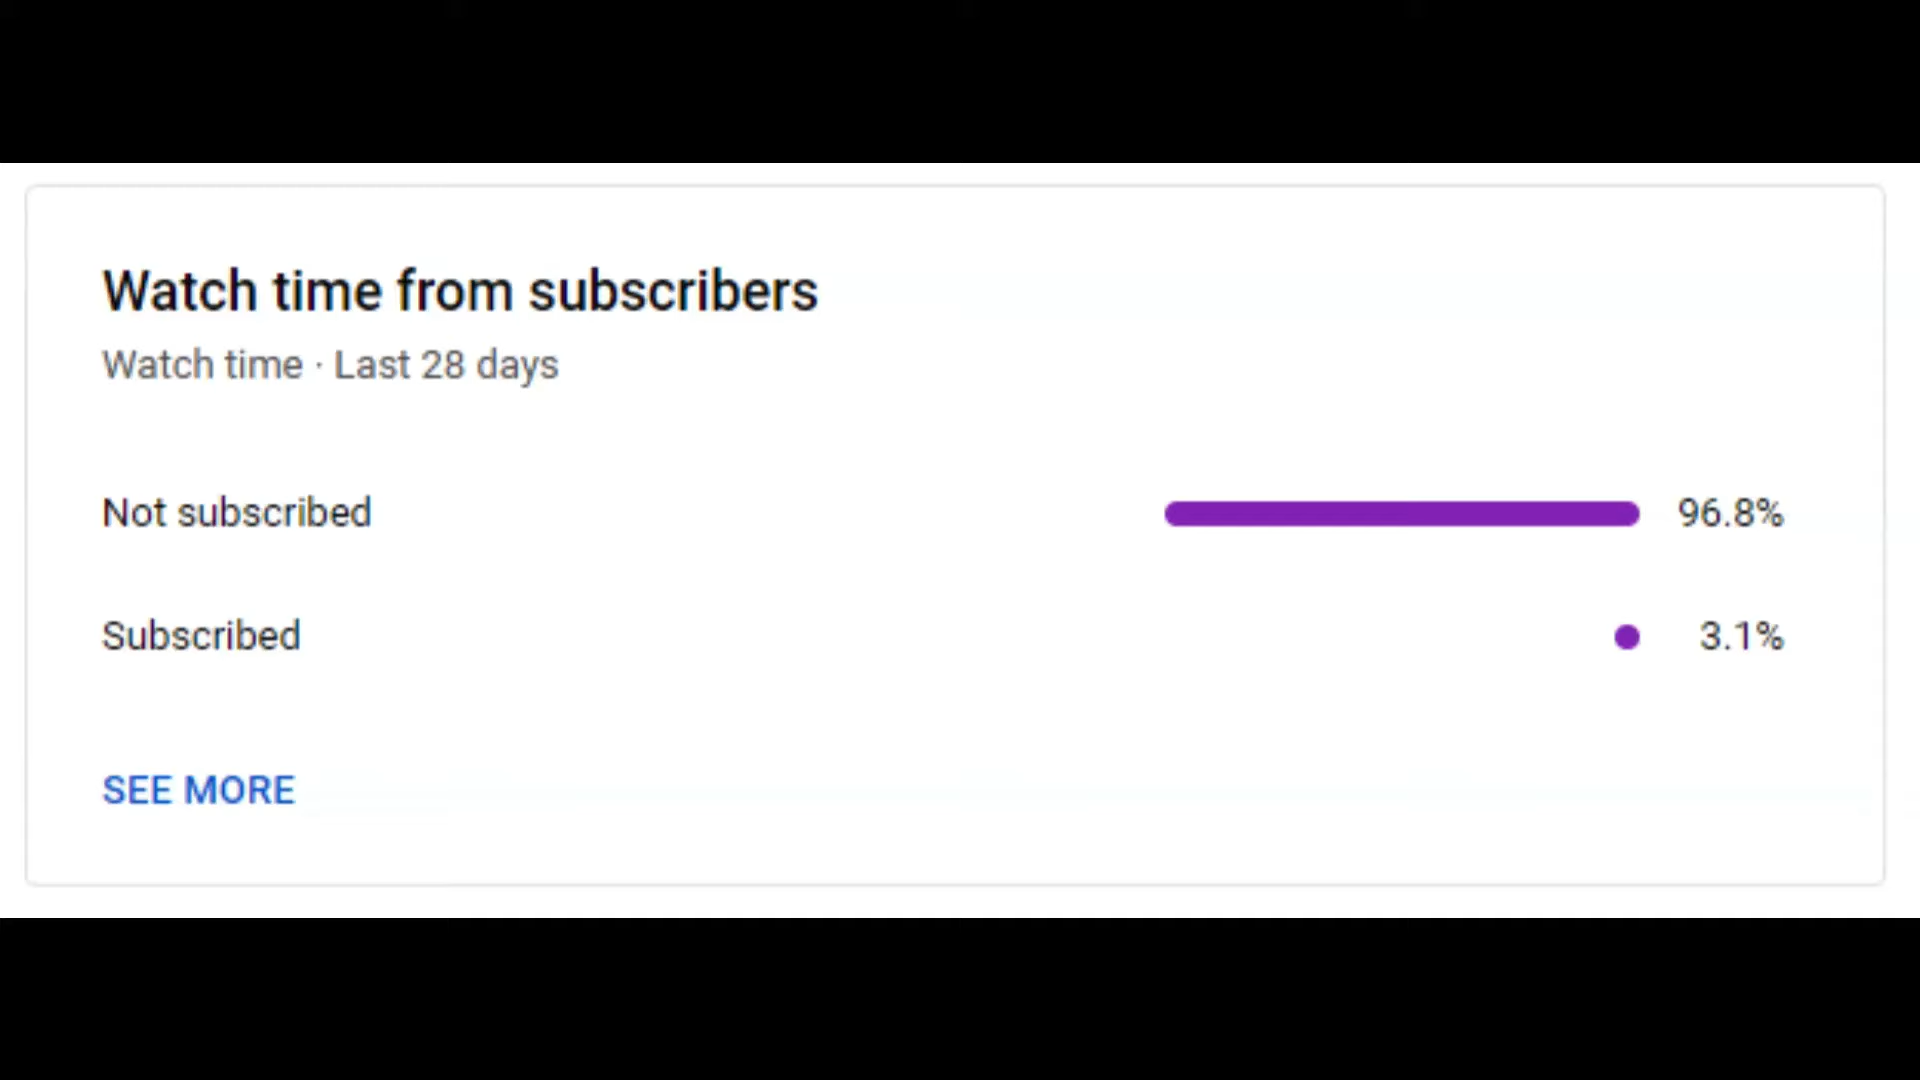 Watch time from subscribers
Watch time · Last 28 days
Not subscribed 96.8%
Subscribed 3.1%
SEE MORE